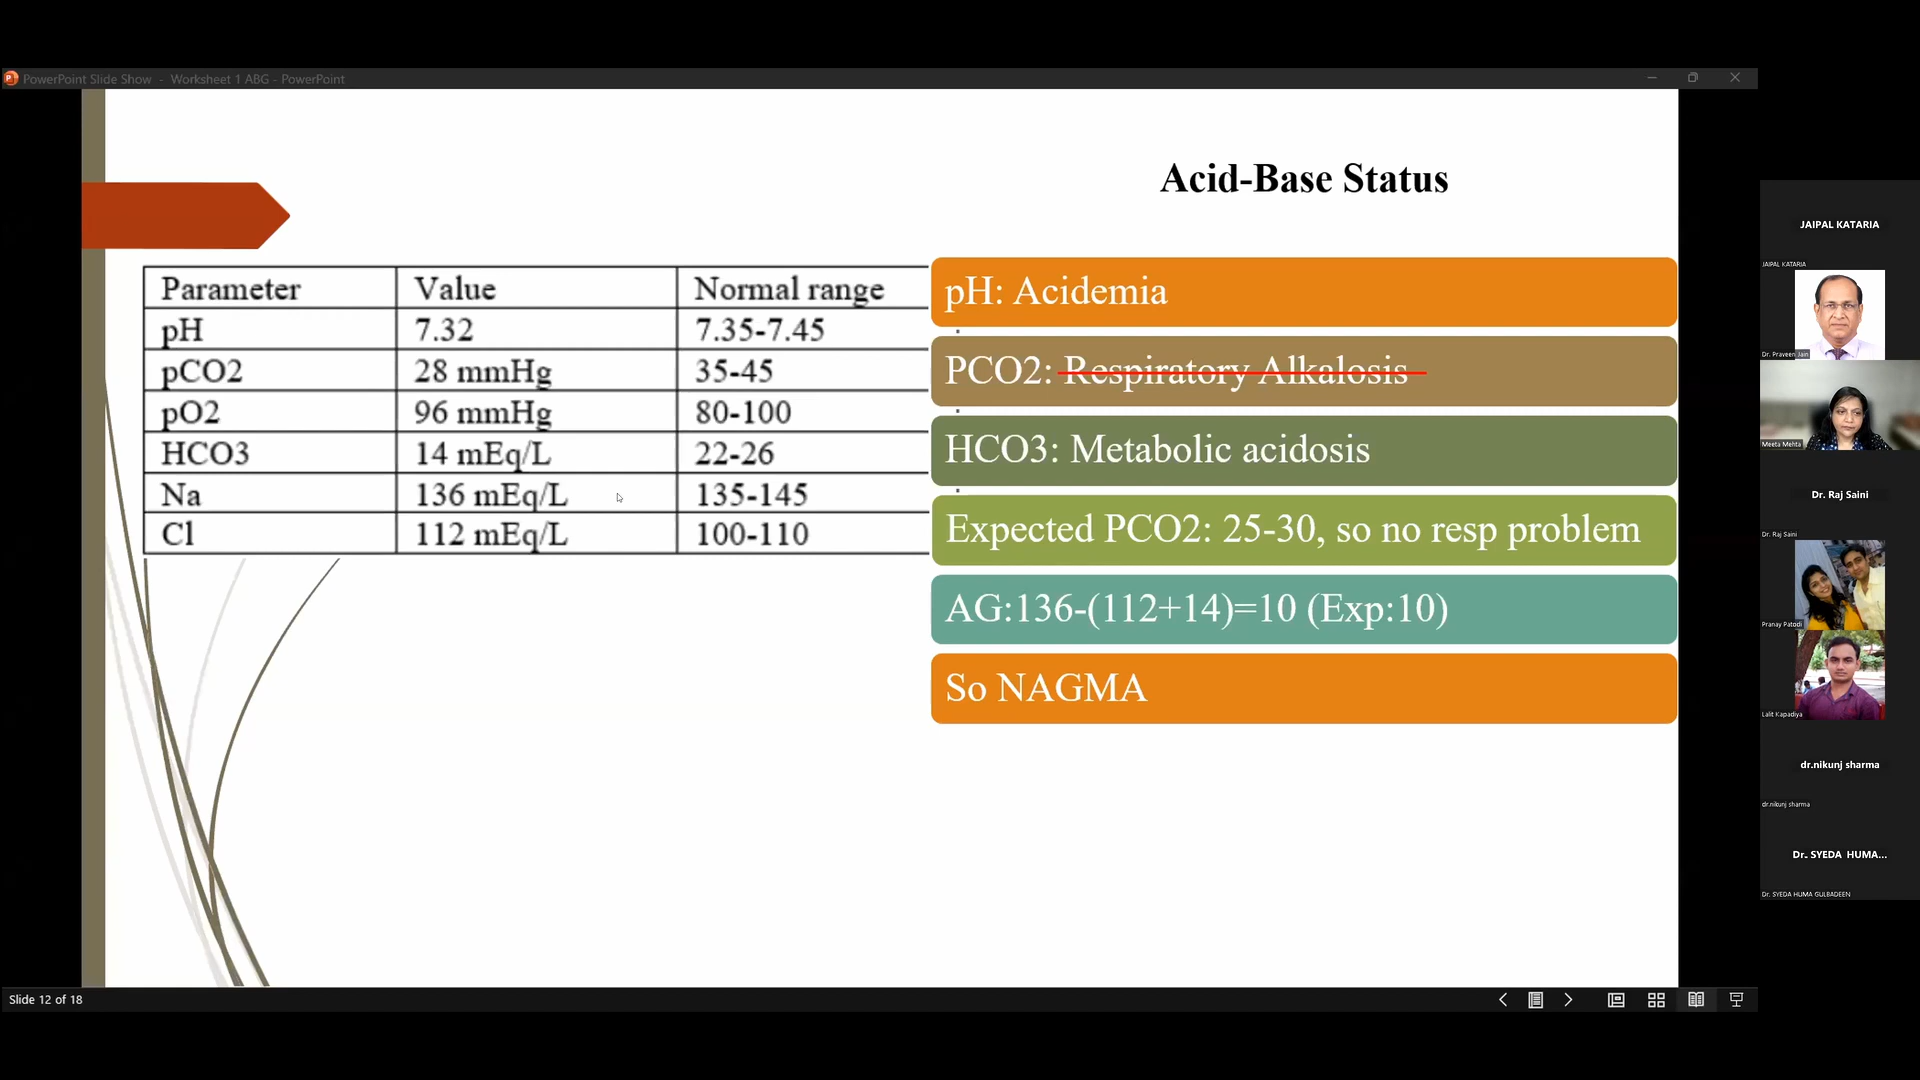 PowerPoint Slide Show - Worksheet 1 ABG - PowerPoint
Acid-Base Status
Parameter Value Normal range
pH 7.32 7.35-7.45
pCO2 28 mmHg 35-45
pO2 96 mmHg 80-100
HCO3 14 mEq/L 22-26
Na 136 mEq/L 135-145
Cl 112 mEq/L 100-110
pH: Acidemia
PCO2: Respiratory Alkalosis
HCO3: Metabolic acidosis
Expected PCO2: 25-30, so no resp problem
AG:136-(112+14)=10 (Exp:10)
So NAGMA
JAIPAL KATARIA
JAIPAL KATARIA
Dr. Praveen Jain
Meeta Mehta
Dr. Raj Saini
Dr. Raj Saini
Pranay Patodi
Lalit Kapadiya
dr.nikunj sharma
dr.nikunj sharma
Dr. SYEDA HUMA...
Dr. SYEDA HUMA GULBADEEN
Slide 12 of 18